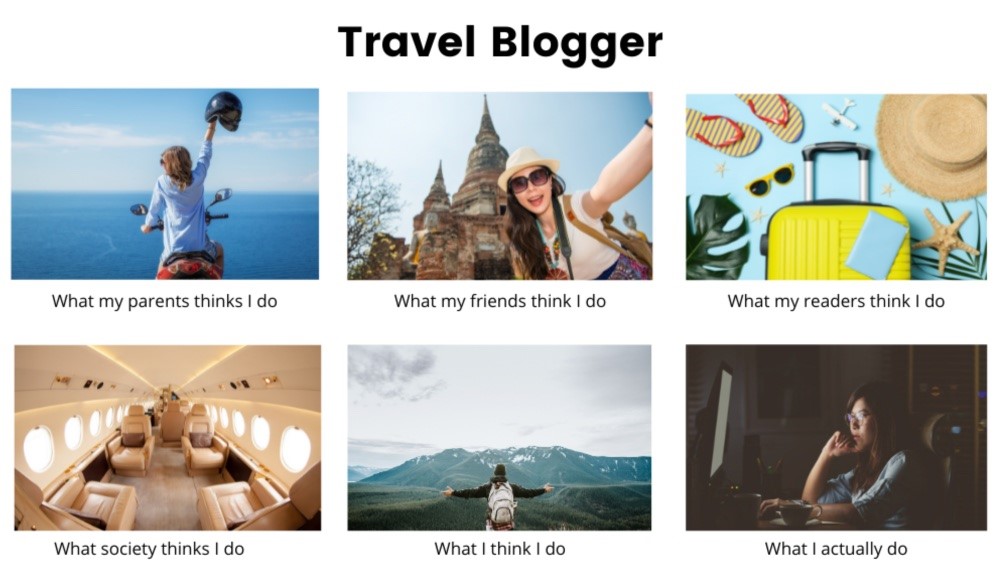 Travel Blogger
What my parents thinks I do
What my friends think I do
What my readers think I do
What society thinks I do
What I think I do
What I actually do